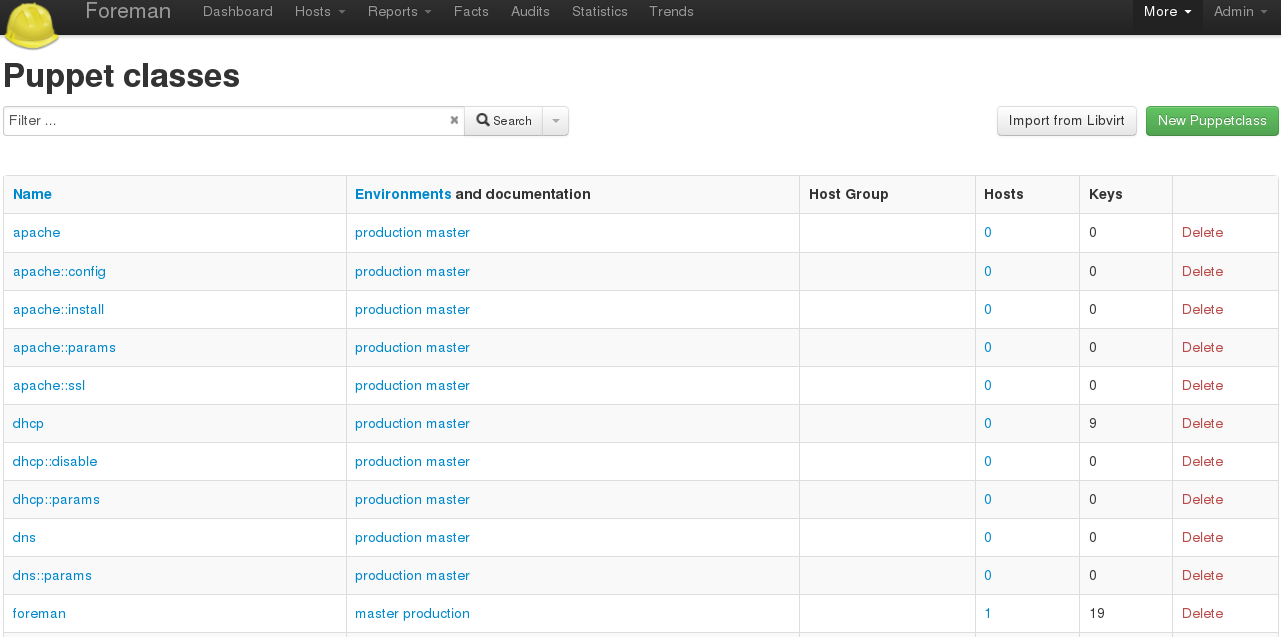 Foreman Dashboard Hosts Reports Facts Audits Statistics Trends More Admin
Puppet classes
Filter ... Search Import from Libvirt New Puppetclass
Name Environments and documentation Host Group Hosts Keys
apache production master 0 0 Delete
apache::config production master 0 0 Delete
apache::install production master 0 0 Delete
apache::params production master 0 0 Delete
apache::ssl production master 0 0 Delete
dhcp production master 0 9 Delete
dhcp::disable production master 0 0 Delete
dhcp::params production master 0 0 Delete
dns production master 0 0 Delete
dns::params production master 0 0 Delete
foreman master production 1 19 Delete